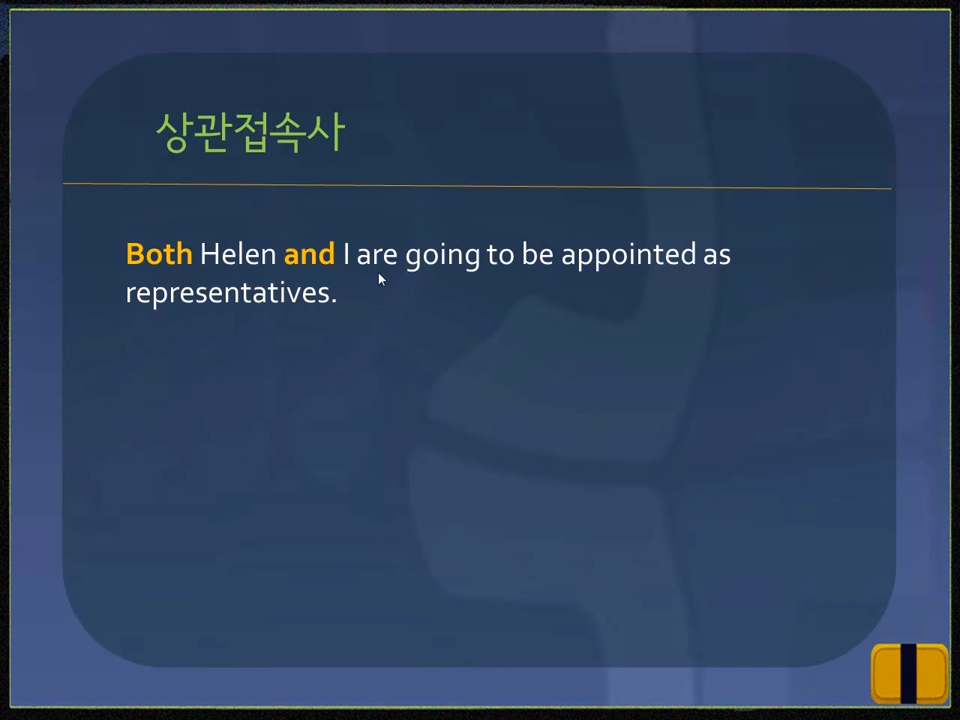 상관접속사
Both Helen and I are going to be appointed as
representatives.